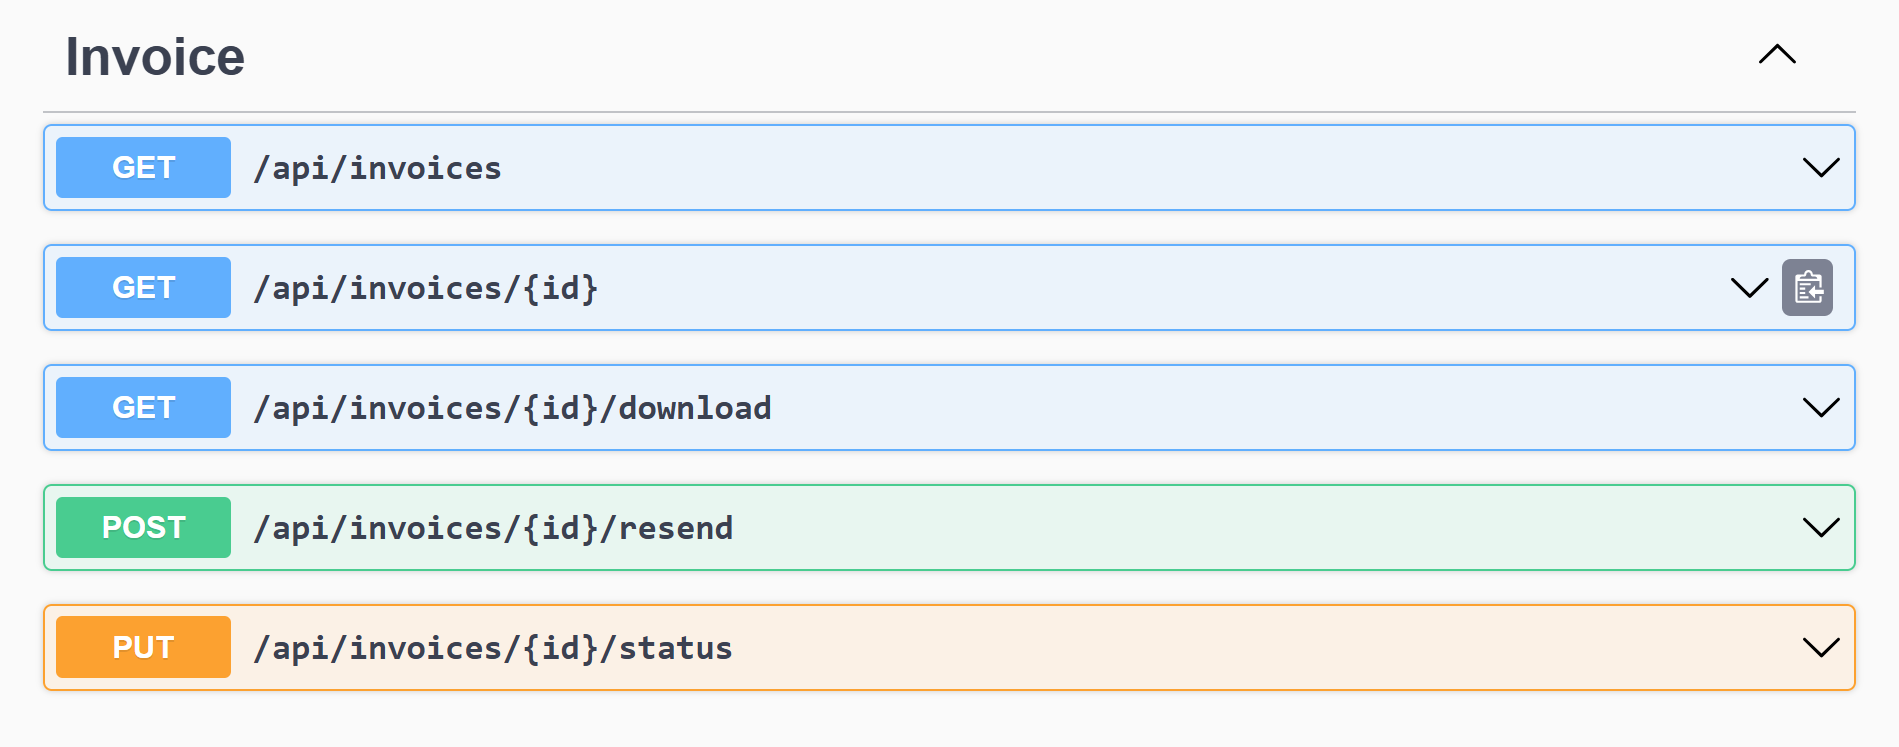 Invoice
GET /api/invoices
GET /api/invoices/{id}
GET /api/invoices/{id}/download
POST /api/invoices/{id}/resend
PUT /api/invoices/{id}/status